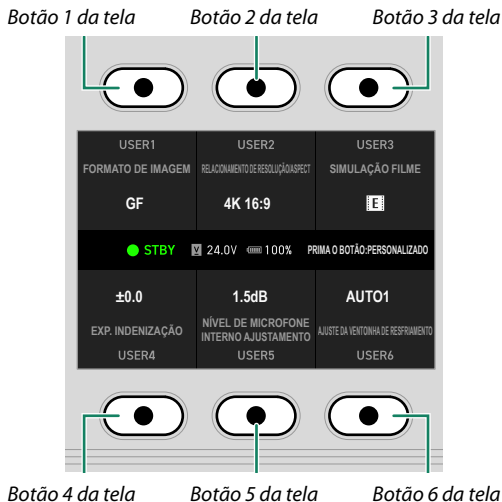 Botão 1 da tela
Botão 2 da tela
Botão 3 da tela
USER1
USER2
USER3
FORMATO DE IMAGEM
RELACIONAMENTO DE RESOLUÇÃO/ASPECT
SIMULAÇÃO FILME
GF
4K 16:9
E
STBY
V 24.0V
100%
PRIMA O BOTÃO:PERSONALIZADO
±0.0
1.5dB
AUTO1
EXP. INDENIZAÇÃO
NÍVEL DE MICROFONE
INTERNO AJUSTAMENTO
AJUSTE DA VENTOINHA DE RESFRIAMENTO
USER4
USER5
USER6
Botão 4 da tela
Botão 5 da tela
Botão 6 da tela